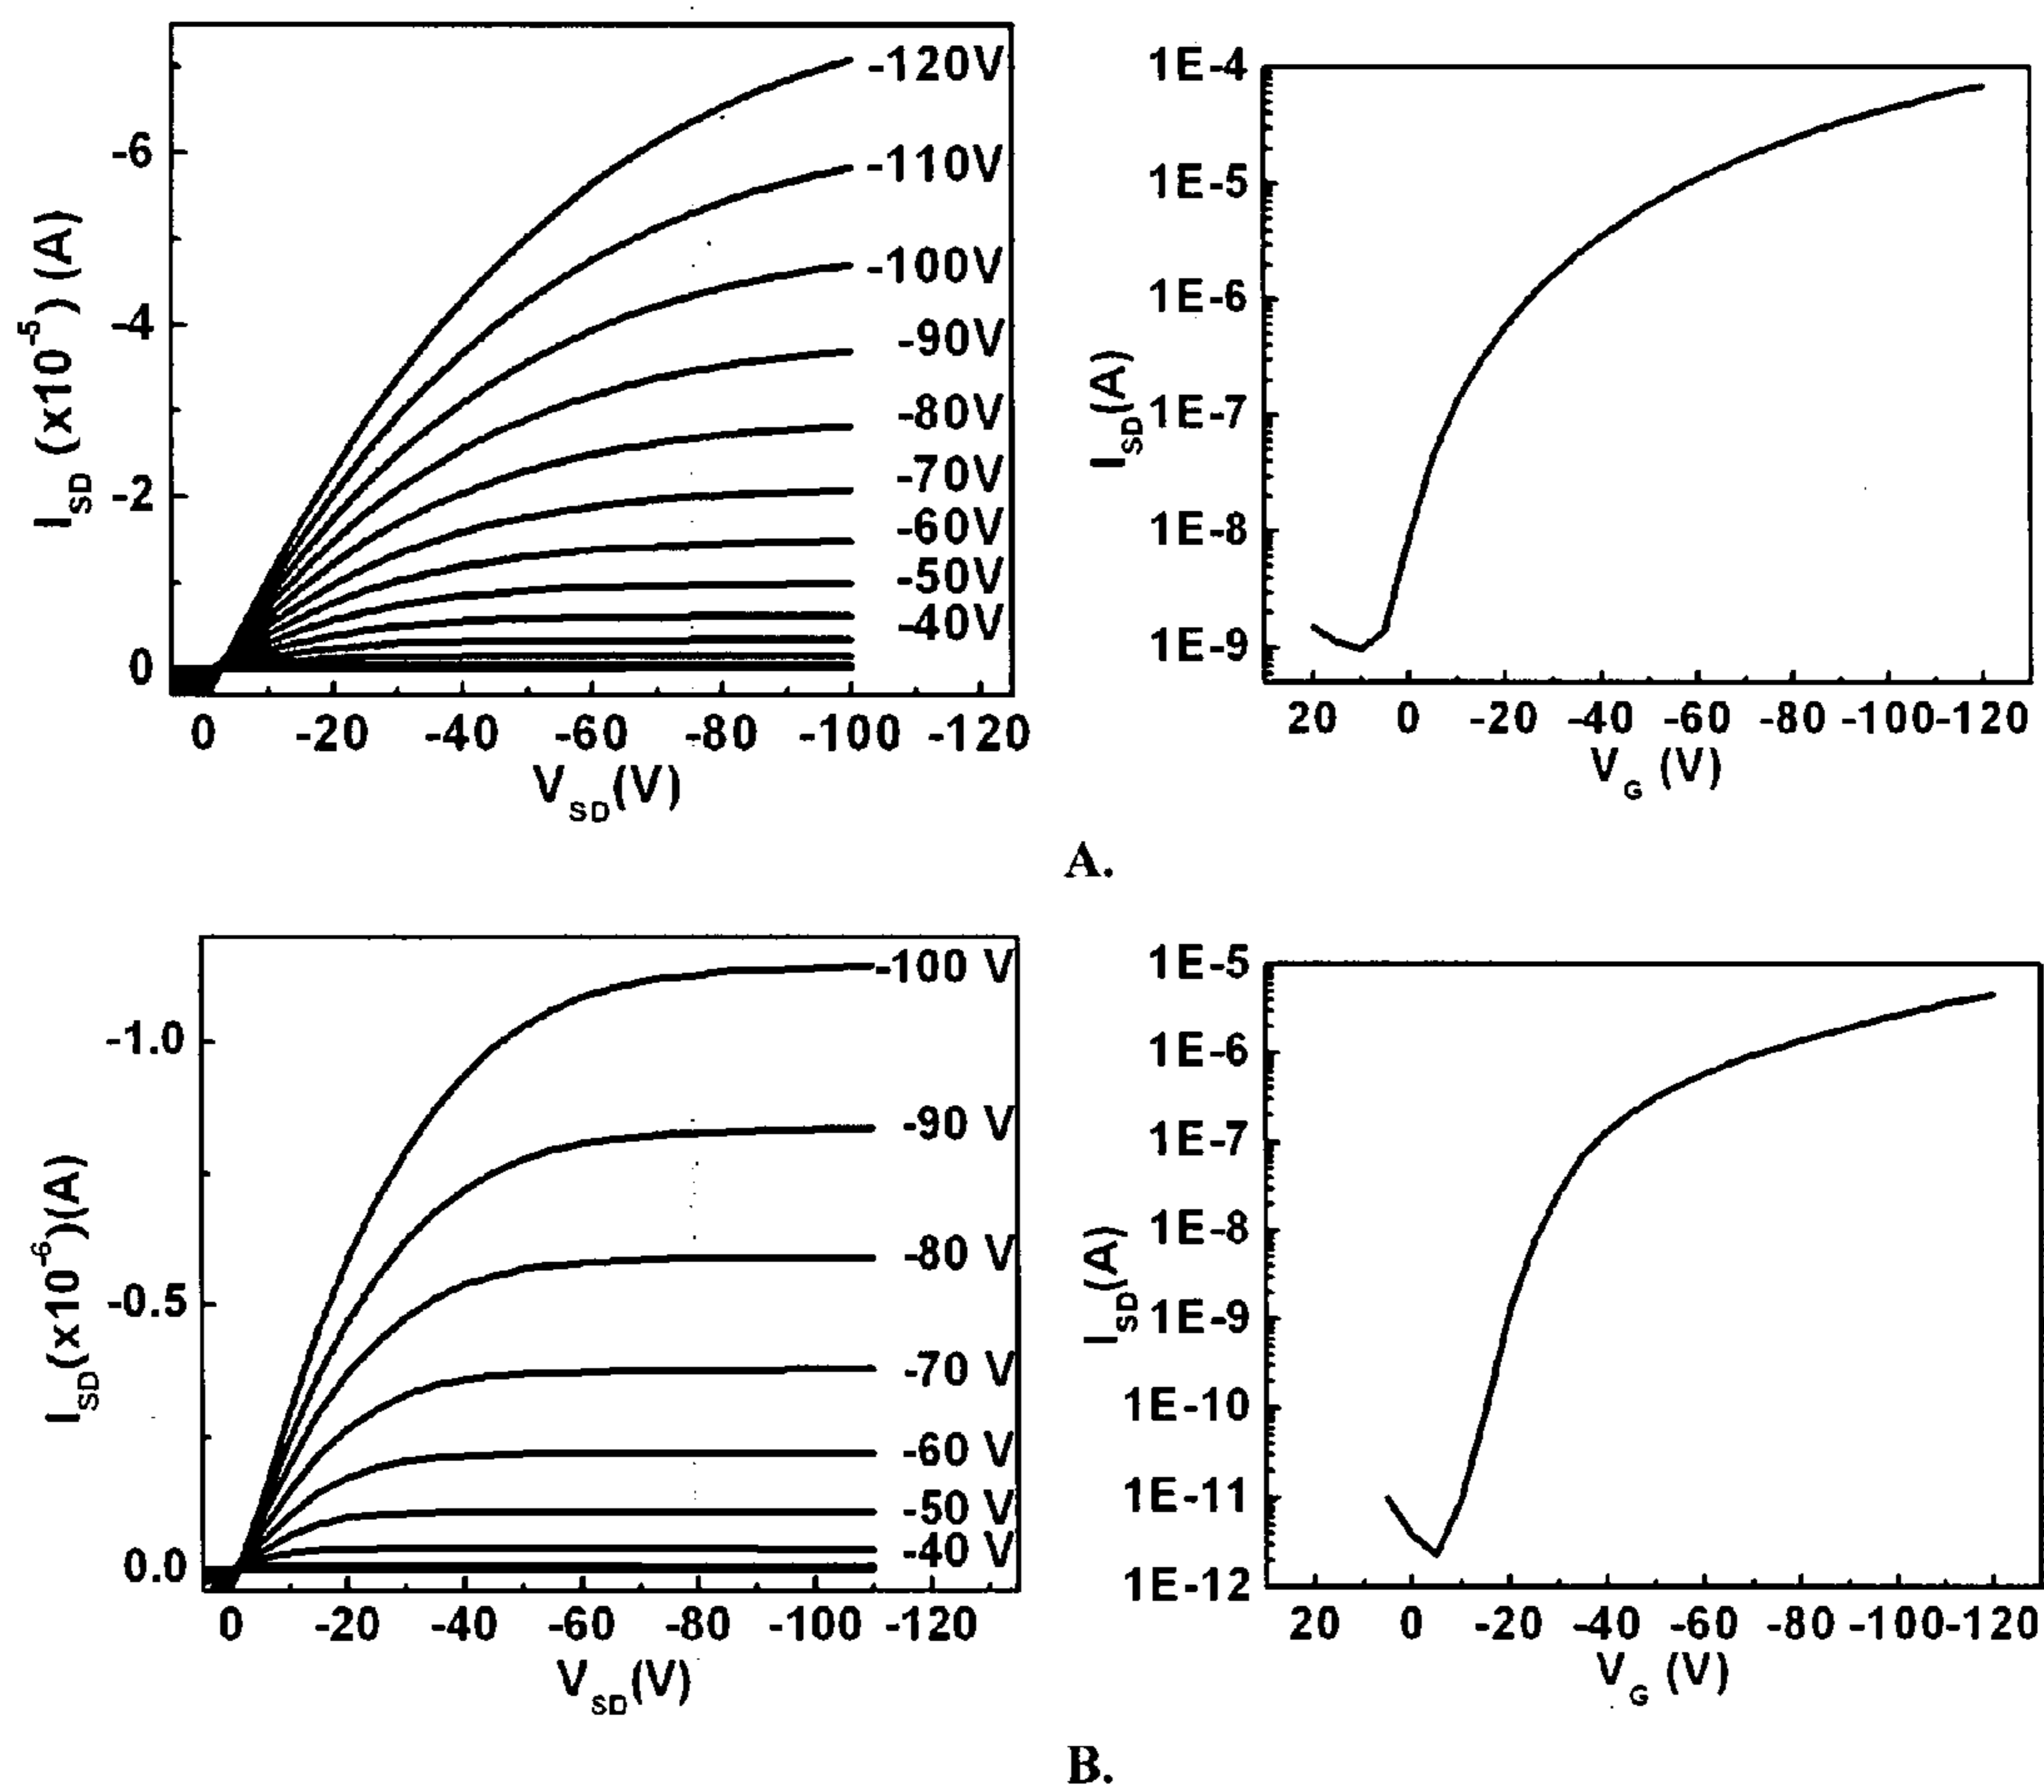 -120V
-110V
-100V
-90V
-80V
-70V
-60V
-50V
-40V
-6
-4
-2
0
I_SD (x10^-5) (A)
0 -20 -40 -60 -80 -100 -120
V_SD (V)
1E-4
1E-5
1E-6
1E-7
1E-8
1E-9
I_SD (A)
20 0 -20 -40 -60 -80 -100 -120
V_G (V)
A.
-100 V
-90 V
-80 V
-70 V
-60 V
-50 V
-40 V
-1.0
-0.5
0.0
I_SD (x10^-6)(A)
0 -20 -40 -60 -80 -100 -120
V_SD (V)
1E-5
1E-6
1E-7
1E-8
1E-9
1E-10
1E-11
1E-12
I_SD (A)
20 0 -20 -40 -60 -80 -100 -120
V_G (V)
B.